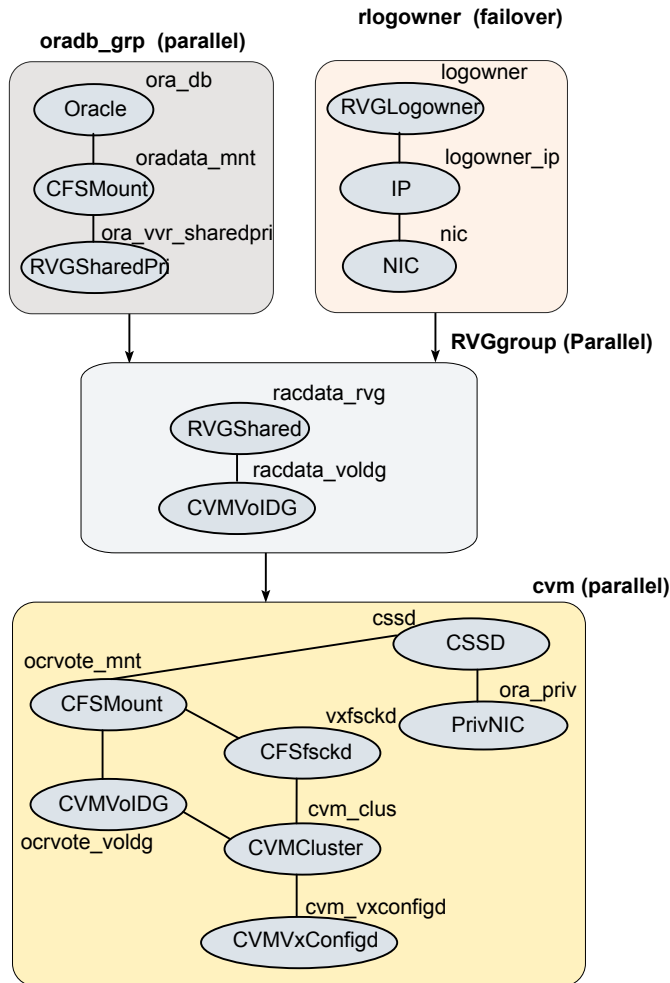 rlogowner (failover)
oradb_grp (parallel)
ora_db
Oracle
oradata_mnt
CFSMount
ora_vvr_sharedpri
RVGSharedPri
logowner
RVGLogowner
logowner_ip
IP
nic
NIC
RVGgroup (Parallel)
racdata_rvg
RVGShared
racdata_voldg
CVMVolDG
cvm (parallel)
cssd
CSSD
ocrvote_mnt
CFSMount
ora_priv
PrivNIC
vxfsckd
CFSfsckd
CVMVolDG
ocrvote_voldg
cvm_clus
CVMCluster
cvm_vxconfigd
CVMVxConfigd